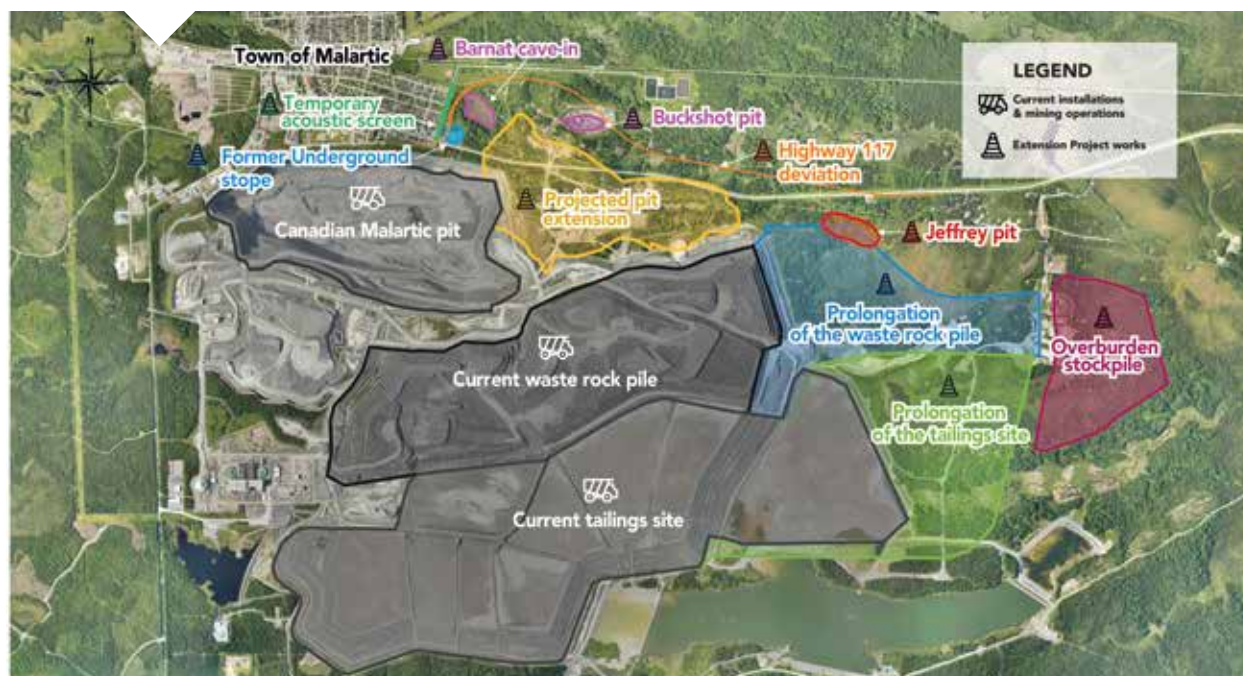 N
Town of Malartic
Barnat cave-in
LEGEND
Current installations
& mining operations
Extension Project works
Temporary
acoustic screen
Buckshot pit
Former Underground
stope
Highway 117
deviation
Projected pit
extension
Canadian Malartic pit
Jeffrey pit
Prolongation
of the waste rock pile
Overburden
stockpile
Current waste rock pile
Prolongation
of the tailings site
Current tailings site